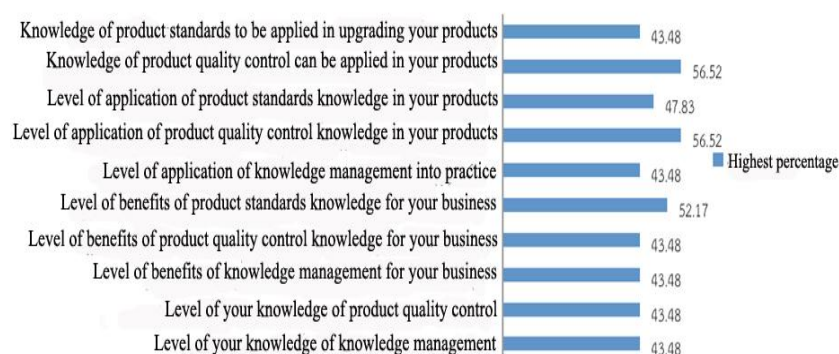 Knowledge of product standards to be applied in upgrading your products 43.48
Knowledge of product quality control can be applied in your products 56.52
Level of application of product standards knowledge in your products 47.83
Level of application of product quality control knowledge in your products 56.52
Level of application of knowledge management into practice 43.48
Highest percentage
Level of benefits of product standards knowledge for your business 52.17
Level of benefits of product quality control knowledge for your business 43.48
Level of benefits of knowledge management for your business 43.48
Level of your knowledge of product quality control 43.48
Level of your knowledge of knowledge management 43.48